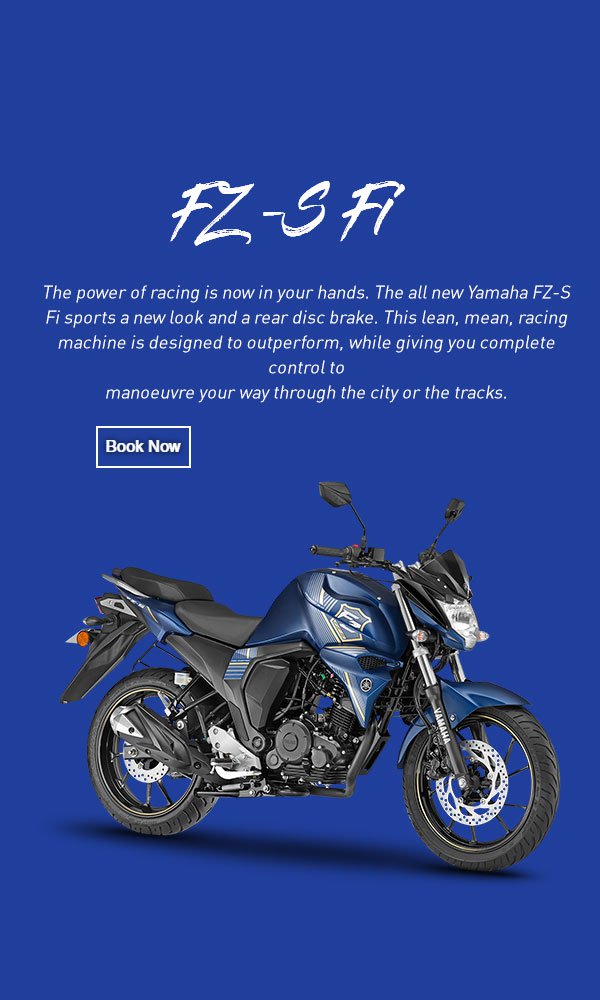 FZ-S Fi
The power of racing is now in your hands. The all new Yamaha FZ-S
Fi sports a new look and a rear disc brake. This lean, mean, racing
machine is designed to outperform, while giving you complete
control to
manoeuvre your way through the city or the tracks.
Book Now
FZ
YAMAHA